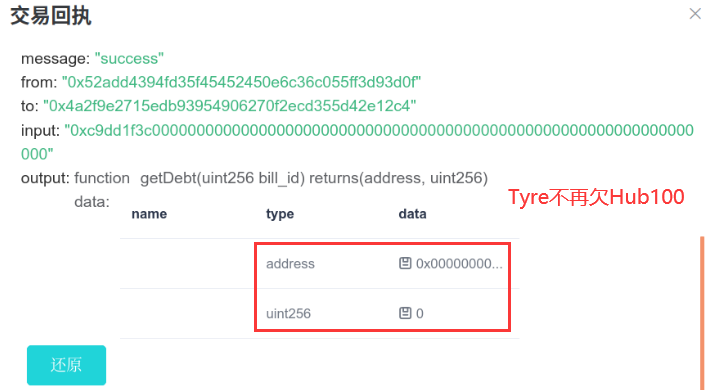 交易回执
message: "success"
from: "0x52add4394fd35f45452450e6c36c055ff3d93d0f"
to: "0x4a2f9e2715edb93954906270f2ecd355d42e12c4"
input: "0xc9dd1f3c0000000000000000000000000000000000000000000000000000000000000
000"
output: function getDebt(uint256 bill_id) returns(address, uint256)
Tyre不再欠Hub100
data:
name type data
address 0x00000000...
uint256 0
还原